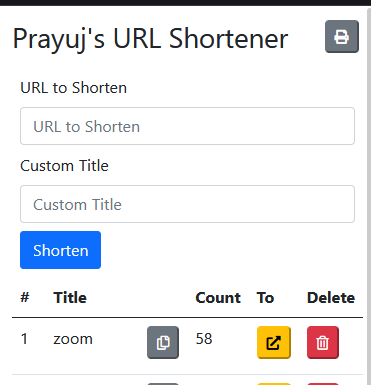 Prayuj's URL Shortener
URL to Shorten
URL to Shorten
Custom Title
Custom Title
Shorten
# Title Count To Delete
1 zoom 58